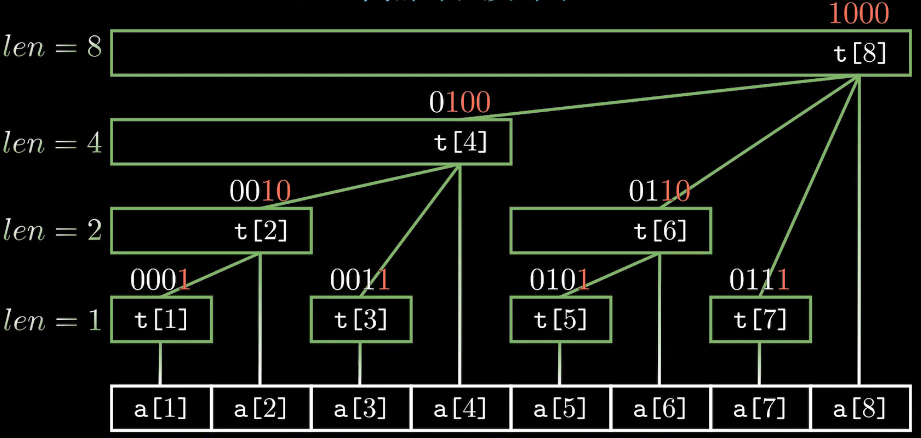 1000
len = 8
t[8]
0100
len = 4
t[4]
0010
0110
len = 2
t[2]
t[6]
0001
0011
0101
0111
len = 1
t[1]
t[3]
t[5]
t[7]
a[1]
a[2]
a[3]
a[4]
a[5]
a[6]
a[7]
a[8]